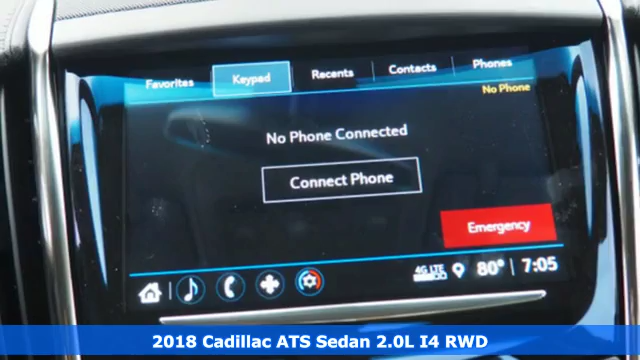 Favorites Keypad Recents Contacts Phones
No Phone
No Phone Connected
Connect Phone
Emergency
4G LTE 80° 7:05
2018 Cadillac ATS Sedan 2.0L I4 RWD